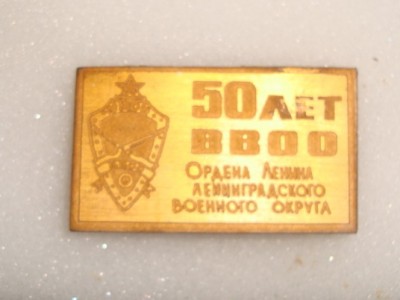 50 ЛЕТ
ВВОО
ОРДЕНА ЛЕНИНА
ЛЕНИНГРАДСКОГО
ВОЕННОГО ОКРУГА